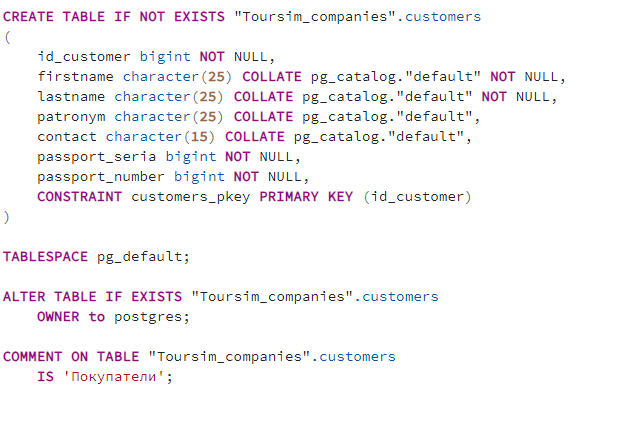 CREATE TABLE IF NOT EXISTS "Toursim_companies".customers
(
    id_customer bigint NOT NULL,
    firstname character(25) COLLATE pg_catalog."default" NOT NULL,
    lastname character(25) COLLATE pg_catalog."default" NOT NULL,
    patronym character(25) COLLATE pg_catalog."default",
    contact character(15) COLLATE pg_catalog."default",
    passport_seria bigint NOT NULL,
    passport_number bigint NOT NULL,
    CONSTRAINT customers_pkey PRIMARY KEY (id_customer)
)
TABLESPACE pg_default;
ALTER TABLE IF EXISTS "Toursim_companies".customers
    OWNER to postgres;
COMMENT ON TABLE "Toursim_companies".customers
    IS 'Покупатели';